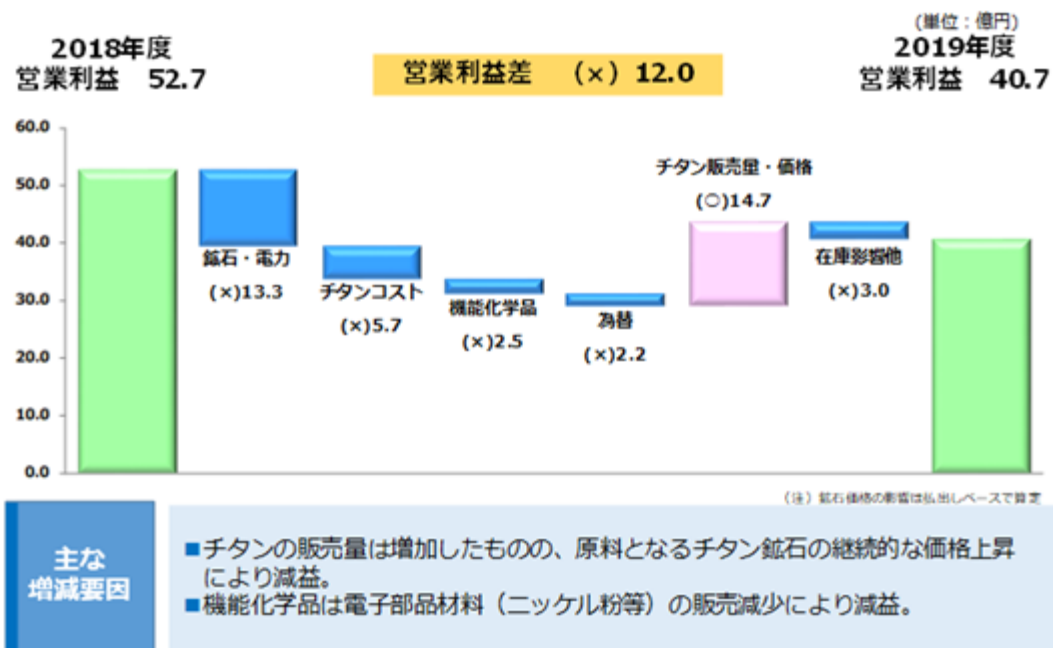 (単位：億円)
2018年度
営業利益 52.7
営業利益差 (×) 12.0
2019年度
営業利益 40.7
60.0
50.0
40.0
30.0
20.0
10.0
0.0
鉱石・電力
(×)13.3
チタンコスト
(×)5.7
機能化学品
(×)2.5
為替
(×)2.2
チタン販売量・価格
(○)14.7
在庫影響他
(×)3.0
(注) 鉱石価格の影響は払出しベースで算定
主な
増減要因
■チタンの販売量は増加したものの、原料となるチタン鉱石の継続的な価格上昇
により減益。
■機能化学品は電子部品材料（ニッケル粉等）の販売減少により減益。